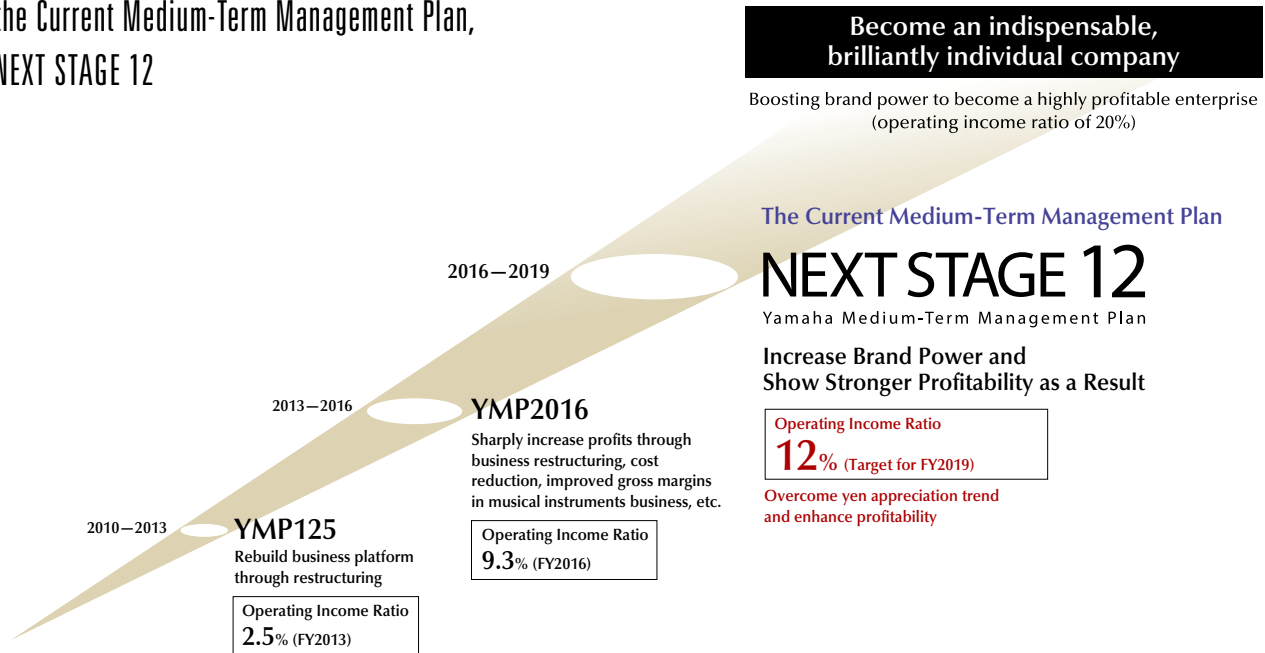 the Current Medium-Term Management Plan,
NEXT STAGE 12
Become an indispensable,
brilliantly individual company
Boosting brand power to become a highly profitable enterprise
(operating income ratio of 20%)
The Current Medium-Term Management Plan
NEXT STAGE 12
Yamaha Medium-Term Management Plan
Increase Brand Power and
Show Stronger Profitability as a Result
Operating Income Ratio
12% (Target for FY2019)
Overcome yen appreciation trend
and enhance profitability
2016—2019
2013—2016
YMP2016
Sharply increase profits through
business restructuring, cost
reduction, improved gross margins
in musical instruments business, etc.
Operating Income Ratio
9.3% (FY2016)
2010—2013
YMP125
Rebuild business platform
through restructuring
Operating Income Ratio
2.5% (FY2013)